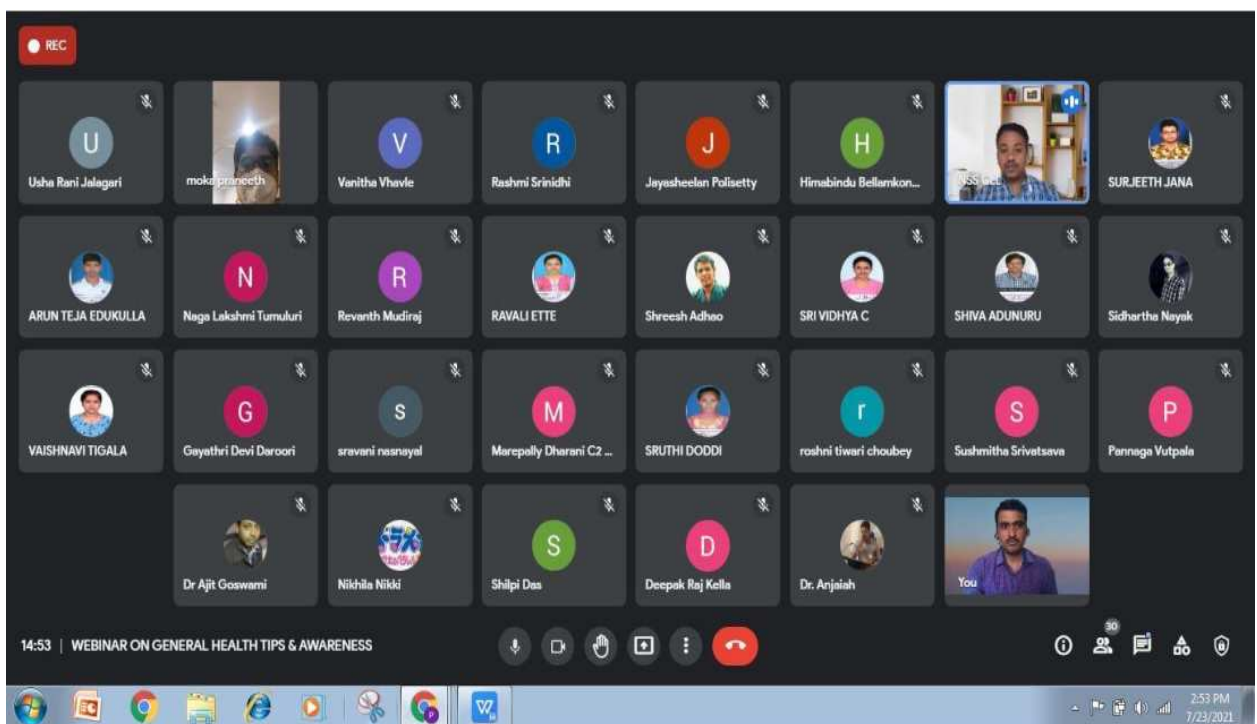 REC
U
Usha Rani Jalagari
moka praneeth
V
Vanitha Vhavle
R
Rashmi Srinidhi
J
Jayasheelan Polisetty
H
Himabindu Bellamkon...
NSS Cell
SURJEETH JANA
ARUN TEJA EDUKULLA
N
Naga Lakshmi Tumuluri
R
Revanth Mudiraj
RAVALI ETTE
Shreesh Adhao
SRI VIDHYA C
SHIVA ADUNURU
Sidhartha Nayak
VAISHNAVI TIGALA
G
Gayathri Devi Daroori
s
sravani nasnayal
M
Marepally Dharani C2 ...
SRUTHI DODDI
r
roshni tiwari choubey
S
Sushmitha Srivatsava
P
Pannaga Vutpala
Dr Ajit Goswami
Nikhila Nikki
S
Shilpi Das
D
Deepak Raj Kella
Dr. Anjaiah
You
14:53 | WEBINAR ON GENERAL HEALTH TIPS & AWARENESS
30
2:53 PM
7/23/2021